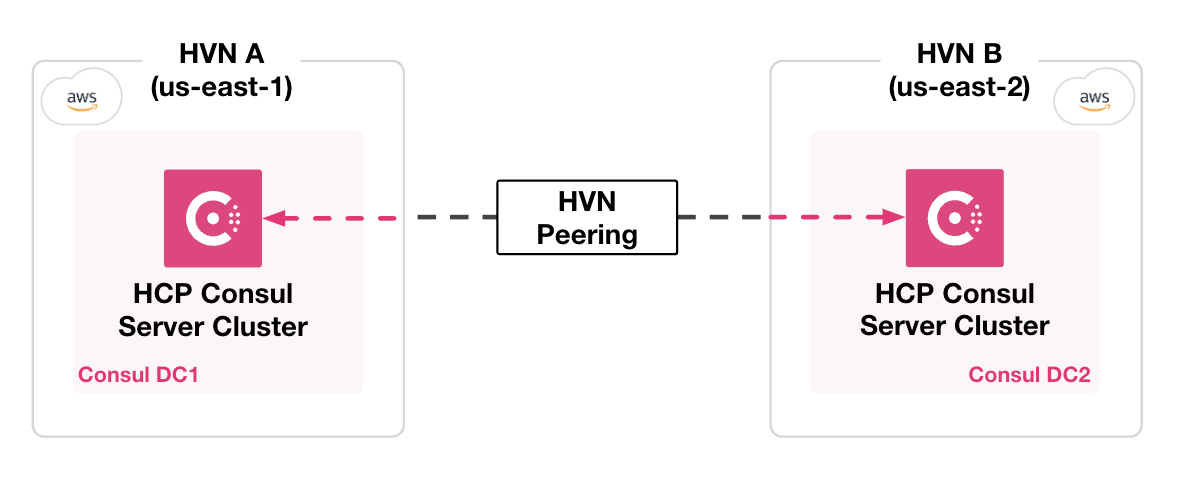 HVN A
(us-east-1)
aws
HCP Consul
Server Cluster
Consul DC1
HVN
Peering
HVN B
(us-east-2)
aws
HCP Consul
Server Cluster
Consul DC2